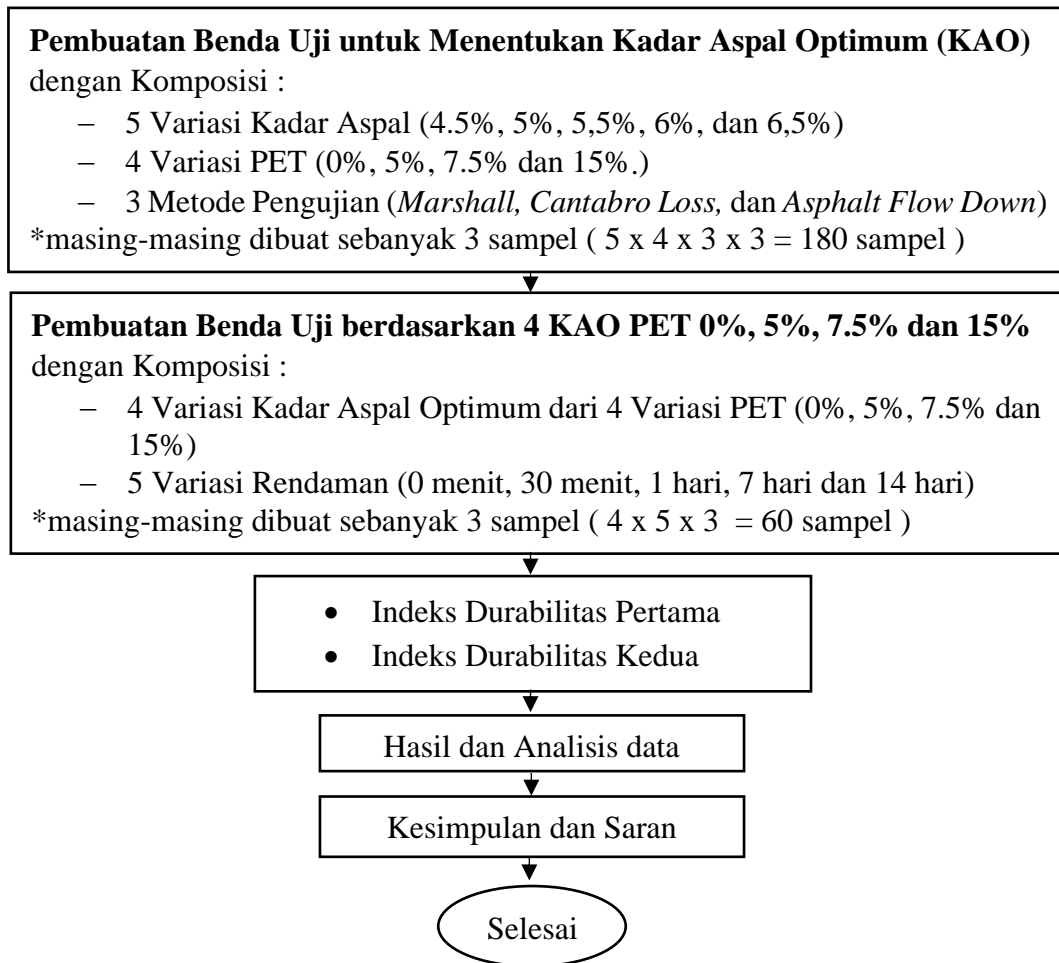 Pembuatan Benda Uji untuk Menentukan Kadar Aspal Optimum (KAO)
dengan Komposisi :
– 5 Variasi Kadar Aspal (4.5%, 5%, 5,5%, 6%, dan 6,5%)
– 4 Variasi PET (0%, 5%, 7.5% dan 15%.)
– 3 Metode Pengujian (Marshall, Cantabro Loss, dan Asphalt Flow Down)
*masing-masing dibuat sebanyak 3 sampel ( 5 x 4 x 3 x 3 = 180 sampel )
Pembuatan Benda Uji berdasarkan 4 KAO PET 0%, 5%, 7.5% dan 15%
dengan Komposisi :
– 4 Variasi Kadar Aspal Optimum dari 4 Variasi PET (0%, 5%, 7.5% dan
15%)
– 5 Variasi Rendaman (0 menit, 30 menit, 1 hari, 7 hari dan 14 hari)
*masing-masing dibuat sebanyak 3 sampel ( 4 x 5 x 3 = 60 sampel )
• Indeks Durabilitas Pertama
• Indeks Durabilitas Kedua
Hasil dan Analisis data
Kesimpulan dan Saran
Selesai